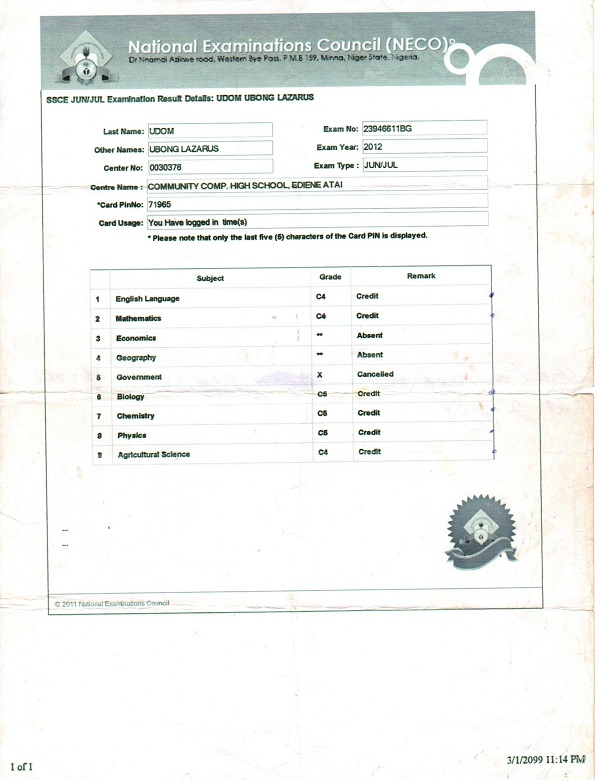 National Examinations Council (NECO)
Dr Nnamdi Azikwe road, Western Bye Pass, P.M.B 159, Minna, Niger State, Nigeria.
SSCE JUN/JUL Examination Result Details: UDOM UBONG LAZARUS
Last Name: UDOM Exam No: 23946611BG
Other Names: UBONG LAZARUS Exam Year: 2012
Center No: 0030376 Exam Type : JUN/JUL
Centre Name : COMMUNITY COMP. HIGH SCHOOL, EDIENE ATAI
*Card PinNo: 71965
Card Usage: You Have logged in time(s)
* Please note that only the last five (5) characters of the Card PIN is displayed.
Subject Grade Remark
1 English Language C4 Credit
2 Mathematics C4 Credit
3 Economics ** Absent
4 Geography ** Absent
5 Government X Cancelled
6 Biology C5 Credit
7 Chemistry C5 Credit
8 Physics C5 Credit
9 Agricultural Science C4 Credit
...
...
© 2011 National Examinations Council
1 of 1 3/1/2099 11:14 PM